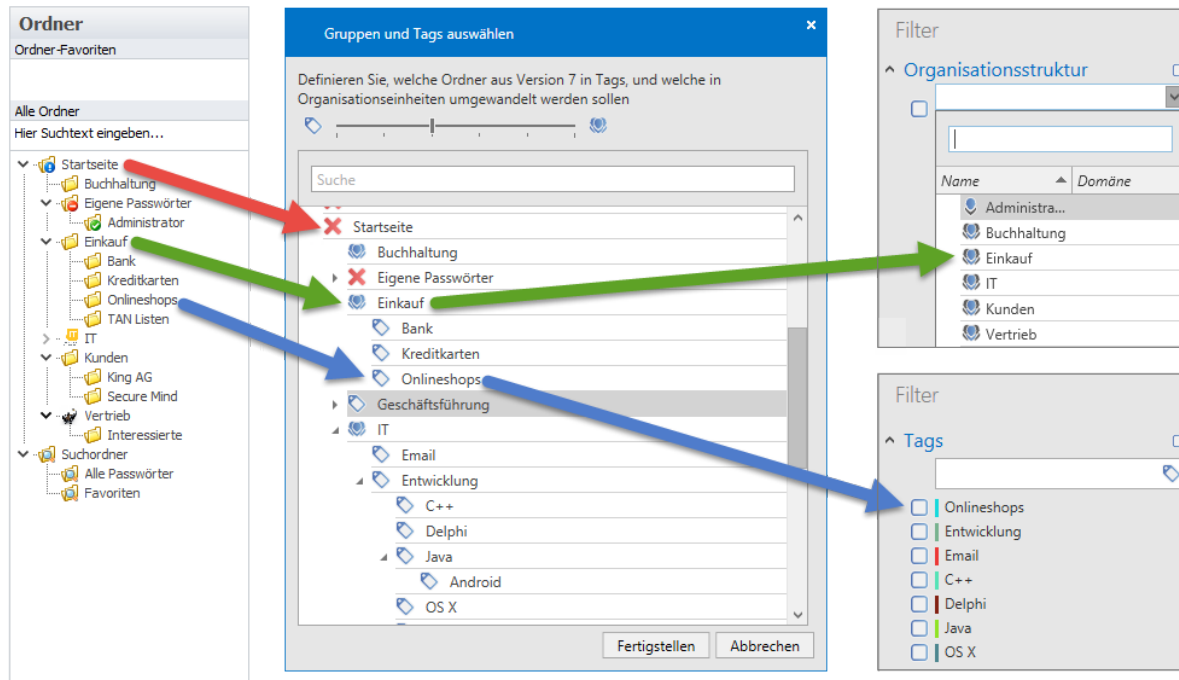 Ordner
Ordner-Favoriten
Alle Ordner
Hier Suchtext eingeben...
Startseite
Buchhaltung
Eigene Passwörter
Administrator
Einkauf
Bank
Kreditkarten
Onlineshops
TAN Listen
IT
Kunden
King AG
Secure Mind
Vertrieb
Interessierte
Suchordner
Alle Passwörter
Favoriten
Gruppen und Tags auswählen
Definieren Sie, welche Ordner aus Version 7 in Tags, und welche in
Organisationseinheiten umgewandelt werden sollen
Suche
Startseite
Buchhaltung
Eigene Passwörter
Einkauf
Bank
Kreditkarten
Onlineshops
Geschäftsführung
IT
Email
Entwicklung
C++
Delphi
Java
Android
OS X
Fertigstellen Abbrechen
Filter
Organisationsstruktur
Name Domäne
Administra...
Buchhaltung
Einkauf
IT
Kunden
Vertrieb
Filter
Tags
Onlineshops
Entwicklung
Email
C++
Delphi
Java
OS X